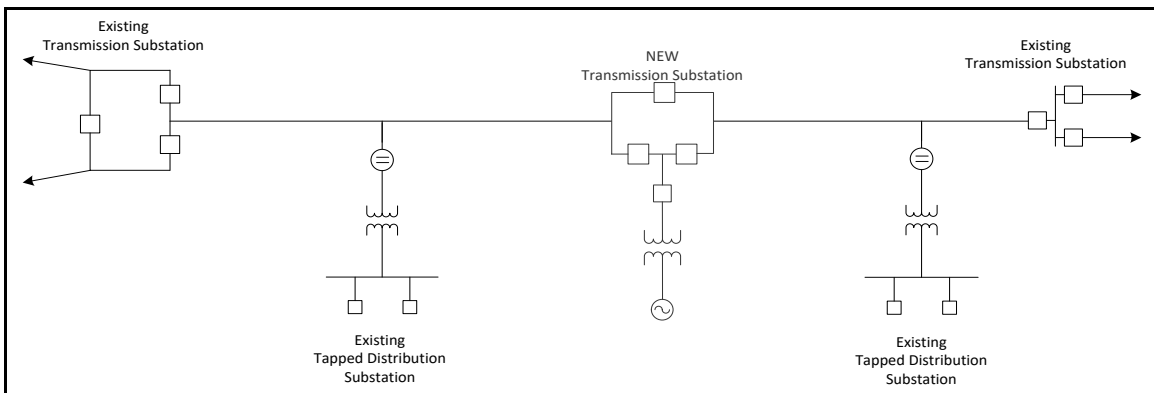 Existing
Transmission Substation
NEW
Transmission Substation
Existing
Transmission Substation
Existing
Tapped Distribution
Substation
Existing
Tapped Distribution
Substation